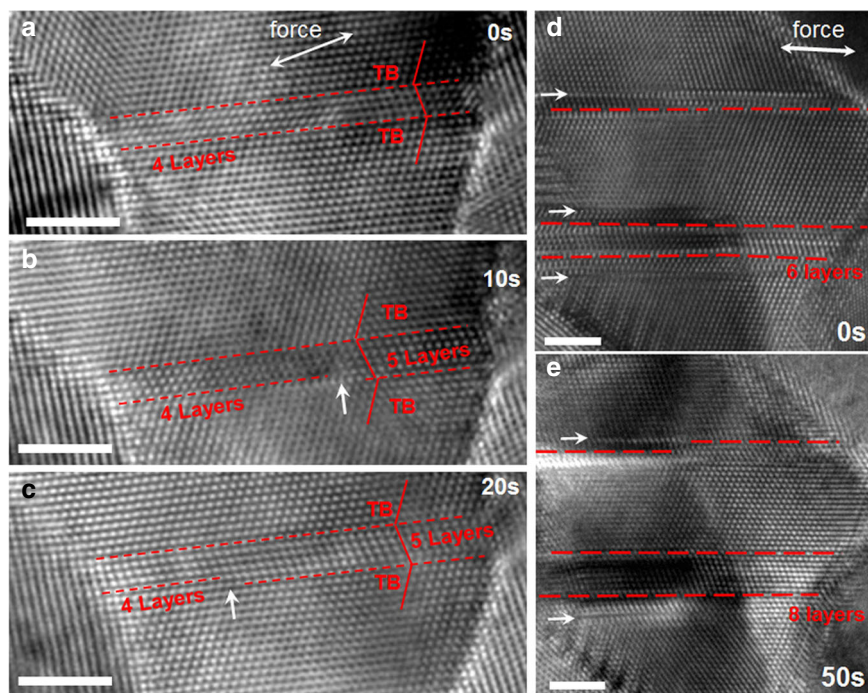 a
force
0s
TB
TB
4 Layers
b
10s
TB
5 Layers
4 Layers
TB
c
20s
TB
5 Layers
4 Layers
TB
d
force
6 layers
0s
e
8 layers
50s